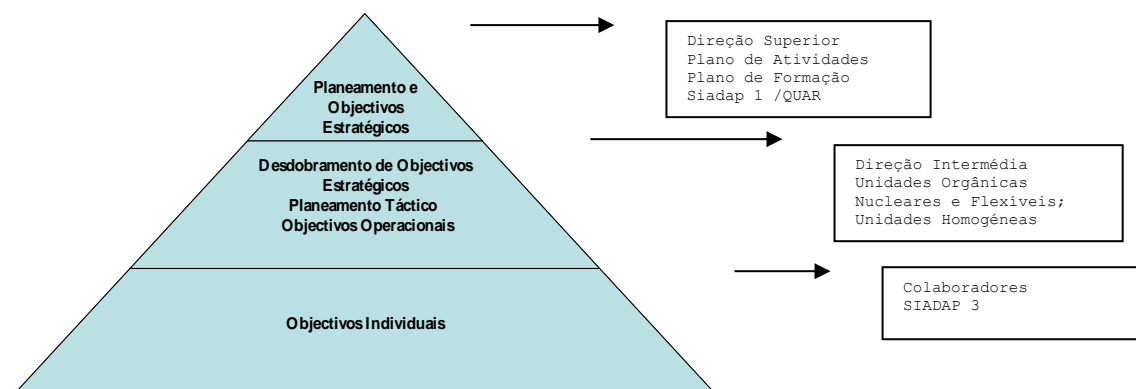 Planeamento e
Objectivos
Estratégicos
Direção Superior
Plano de Atividades
Plano de Formação
Siadap 1 /QUAR
Desdobramento de Objectivos
Estratégicos
Planeamento Táctico
Objectivos Operacionais
Direção Intermédia
Unidades Orgânicas
Nucleares e Flexíveis;
Unidades Homogéneas
Objectivos Individuais
Colaboradores
SIADAP 3